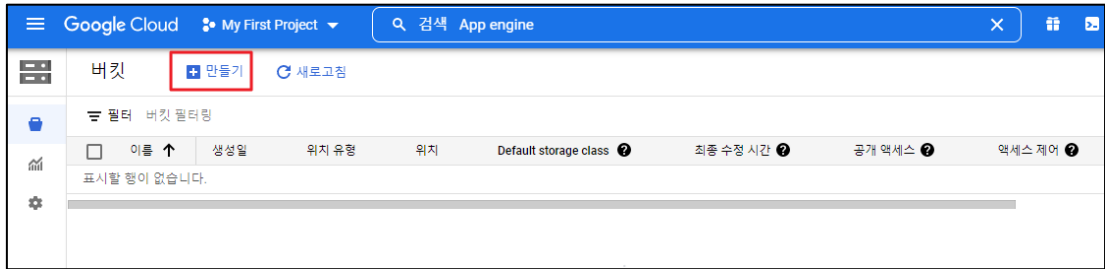 Google Cloud My First Project 검색 App engine
버킷 만들기 새로고침
필터 버킷 필터링
이름 생성일 위치 유형 위치 Default storage class 최종 수정 시간 공개 액세스 액세스 제어
표시할 행이 없습니다.